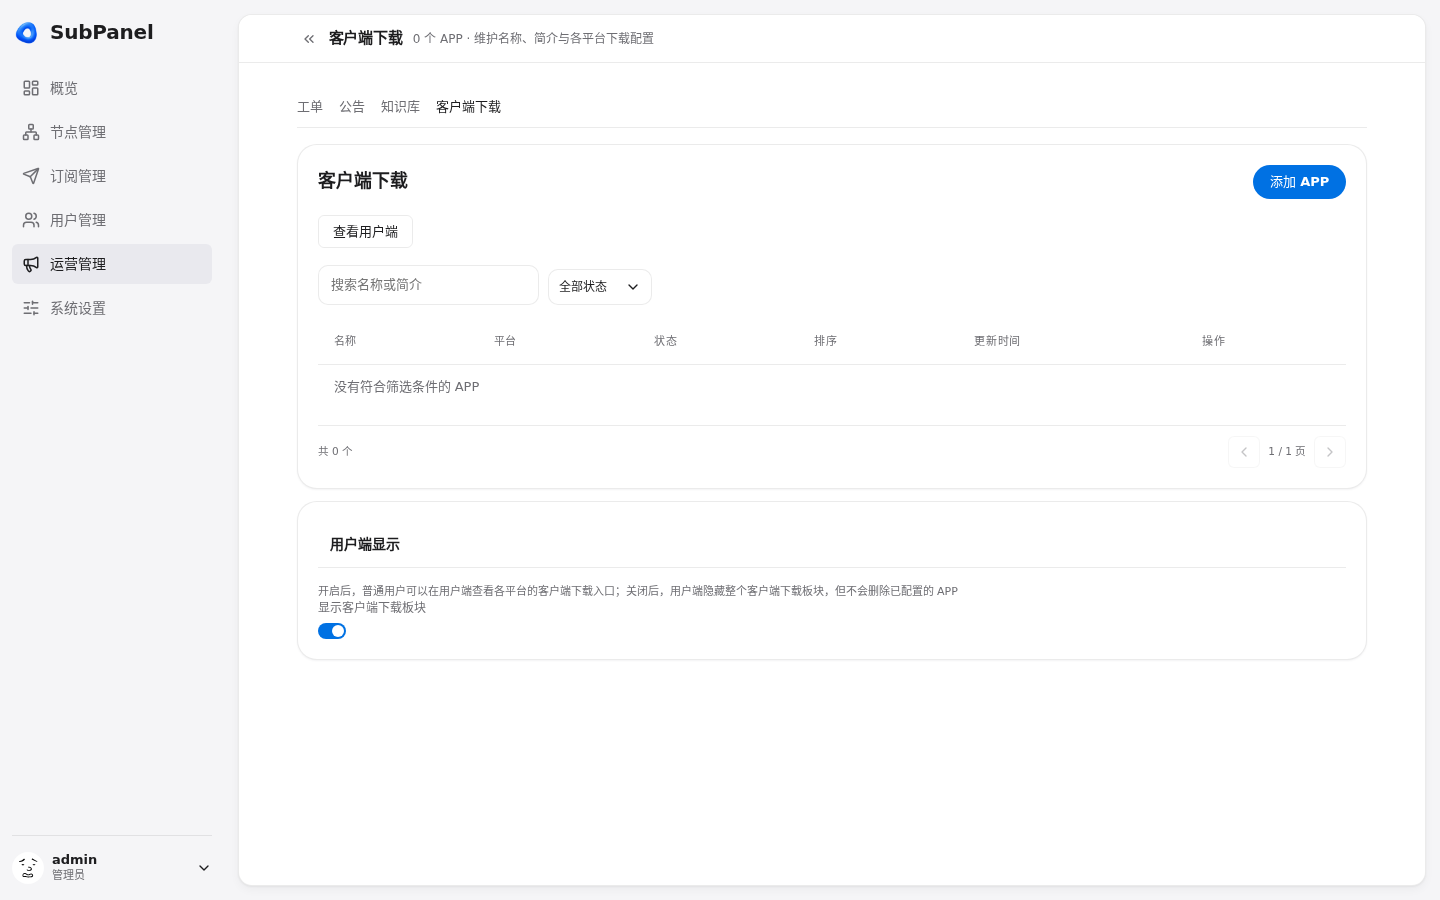 SubPanel
概览
节点管理
订阅管理
用户管理
运营管理
系统设置
admin
管理员
客户端下载 0 个 APP · 维护名称、简介与各平台下载配置
工单 公告 知识库 客户端下载
客户端下载
添加 APP
查看用户端
搜索名称或简介
全部状态
名称 平台 状态 排序 更新时间 操作
没有符合筛选条件的 APP
共 0 个
1 / 1 页
用户端显示
开启后，普通用户可以在用户端查看各平台的客户端下载入口；关闭后，用户端隐藏整个客户端下载板块，但不会删除已配置的 APP
显示客户端下载板块